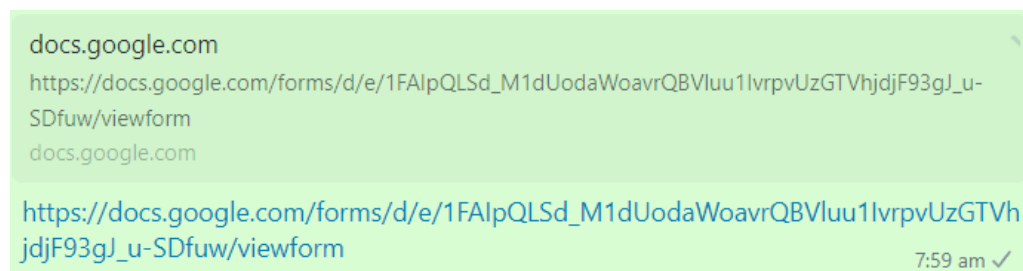 docs.google.com
https://docs.google.com/forms/d/e/1FAIpQLSd_M1dUodaWoavrQBVluu1IvrpvUzGTVhjdjF93gJ_u-
SDfuw/viewform
docs.google.com
https://docs.google.com/forms/d/e/1FAIpQLSd_M1dUodaWoavrQBVluu1IvrpvUzGTVh
jdjF93gJ_u-SDfuw/viewform
7:59 am